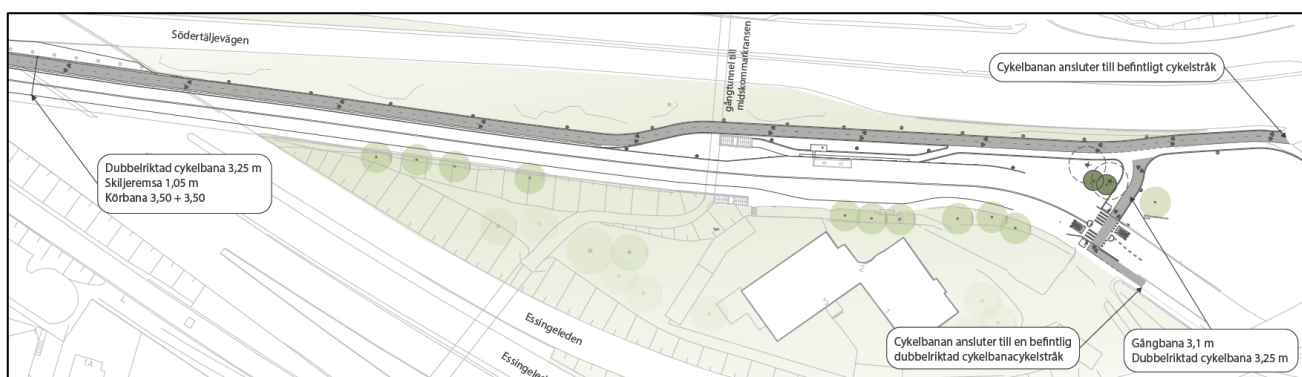 Södertäljevägen
gångtunnel till
midskommarkransen
Cykelbanan ansluter till befintligt cykelstråk
Dubbelriktad cykelbana 3,25 m
Skiljeremsa 1,05 m
Körbana 3,50 + 3,50
2
1
1A
Essingeleden
Essingeleden
Cykelbanan ansluter till en befintlig
dubbelriktad cykelbanacykelstråk
Gångbana 3,1 m
Dubbelriktad cykelbana 3,25 m